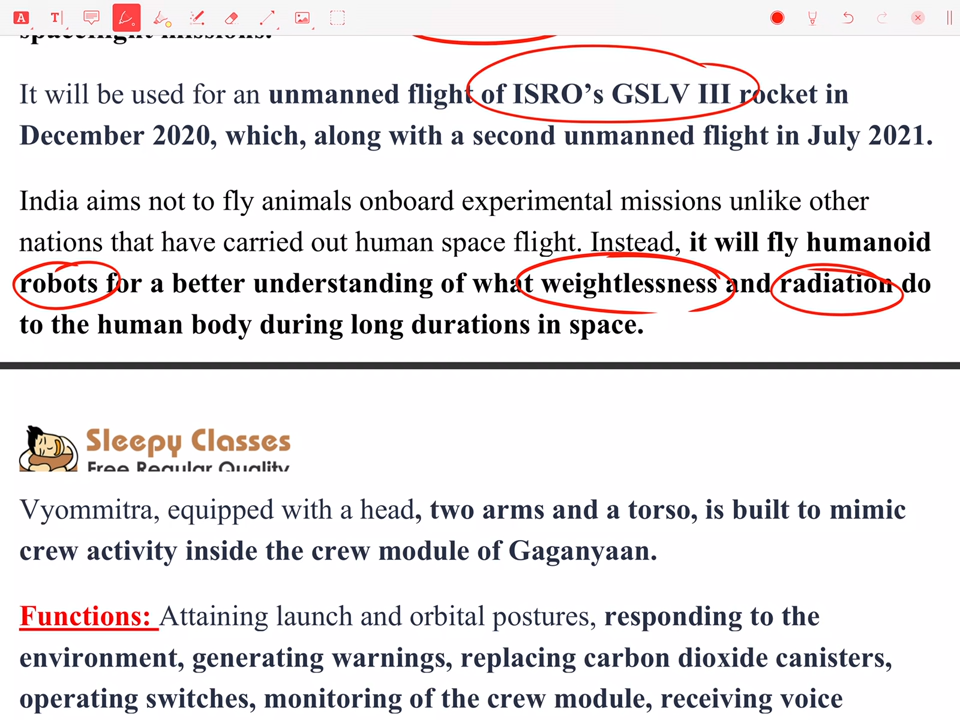 spaceflight missions.
It will be used for an unmanned flight of ISRO's GSLV III rocket in
December 2020, which, along with a second unmanned flight in July 2021.
India aims not to fly animals onboard experimental missions unlike other
nations that have carried out human space flight. Instead, it will fly humanoid
robots for a better understanding of what weightlessness and radiation do
to the human body during long durations in space.
Sleepy Classes
Free Regular Quality
Vyommitra, equipped with a head, two arms and a torso, is built to mimic
crew activity inside the crew module of Gaganyaan.
Functions: Attaining launch and orbital postures, responding to the
environment, generating warnings, replacing carbon dioxide canisters,
operating switches, monitoring of the crew module, receiving voice